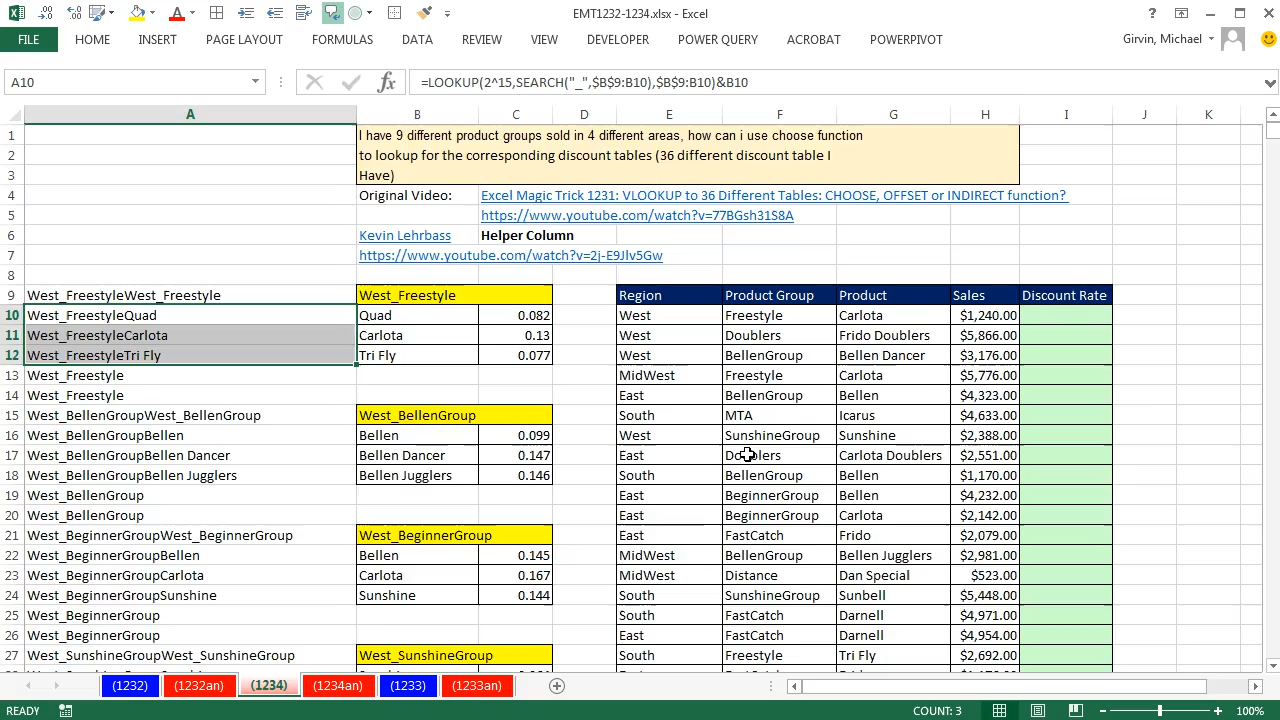 EMT1232-1234.xlsx - Excel
FILE HOME INSERT PAGE LAYOUT FORMULAS DATA REVIEW VIEW DEVELOPER POWER QUERY ACROBAT POWERPIVOT Girvin, Michael
A10 fx =LOOKUP(2^15,SEARCH("_",$B$9:B10),$B$9:B10)&B10
A B C D E F G H I J K
1 I have 9 different product groups sold in 4 different areas, how can i use choose function
2 to lookup for the corresponding discount tables (36 different discount table I
3 Have)
4 Original Video: Excel Magic Trick 1231: VLOOKUP to 36 Different Tables: CHOOSE, OFFSET or INDIRECT function?
5 https://www.youtube.com/watch?v=77BGsh31S8A
6 Kevin Lehrbass Helper Column
7 https://www.youtube.com/watch?v=2j-E9Jlv5Gw
8
9 West_FreestyleWest_Freestyle West_Freestyle Region Product Group Product Sales Discount Rate
10 West_FreestyleQuad Quad 0.082 West Freestyle Carlota $1,240.00
11 West_FreestyleCarlota Carlota 0.13 West Doublers Frido Doublers $5,866.00
12 West_FreestyleTri Fly Tri Fly 0.077 West BellenGroup Bellen Dancer $3,176.00
13 West_Freestyle MidWest Freestyle Carlota $5,776.00
14 West_Freestyle East BellenGroup Bellen $4,323.00
15 West_BellenGroupWest_BellenGroup West_BellenGroup South MTA Icarus $4,633.00
16 West_BellenGroupBellen Bellen 0.099 West SunshineGroup Sunshine $2,388.00
17 West_BellenGroupBellen Dancer Bellen Dancer 0.147 East Doublers Carlota Doublers $2,551.00
18 West_BellenGroupBellen Jugglers Bellen Jugglers 0.146 South BellenGroup Bellen $1,170.00
19 West_BellenGroup East BeginnerGroup Bellen $4,232.00
20 West_BellenGroup East BeginnerGroup Carlota $2,142.00
21 West_BeginnerGroupWest_BeginnerGroup West_BeginnerGroup East FastCatch Frido $2,079.00
22 West_BeginnerGroupBellen Bellen 0.145 MidWest BellenGroup Bellen Jugglers $2,981.00
23 West_BeginnerGroupCarlota Carlota 0.167 MidWest Distance Dan Special $523.00
24 West_BeginnerGroupSunshine Sunshine 0.144 South SunshineGroup Sunbell $5,448.00
25 West_BeginnerGroup South FastCatch Darnell $4,971.00
26 West_BeginnerGroup East FastCatch Darnell $4,954.00
27 West_SunshineGroupWest_SunshineGroup West_SunshineGroup South Freestyle Tri Fly $2,692.00
(1232) (1232an) (1234) (1234an) (1233) (1233an)
READY COUNT: 3 100%